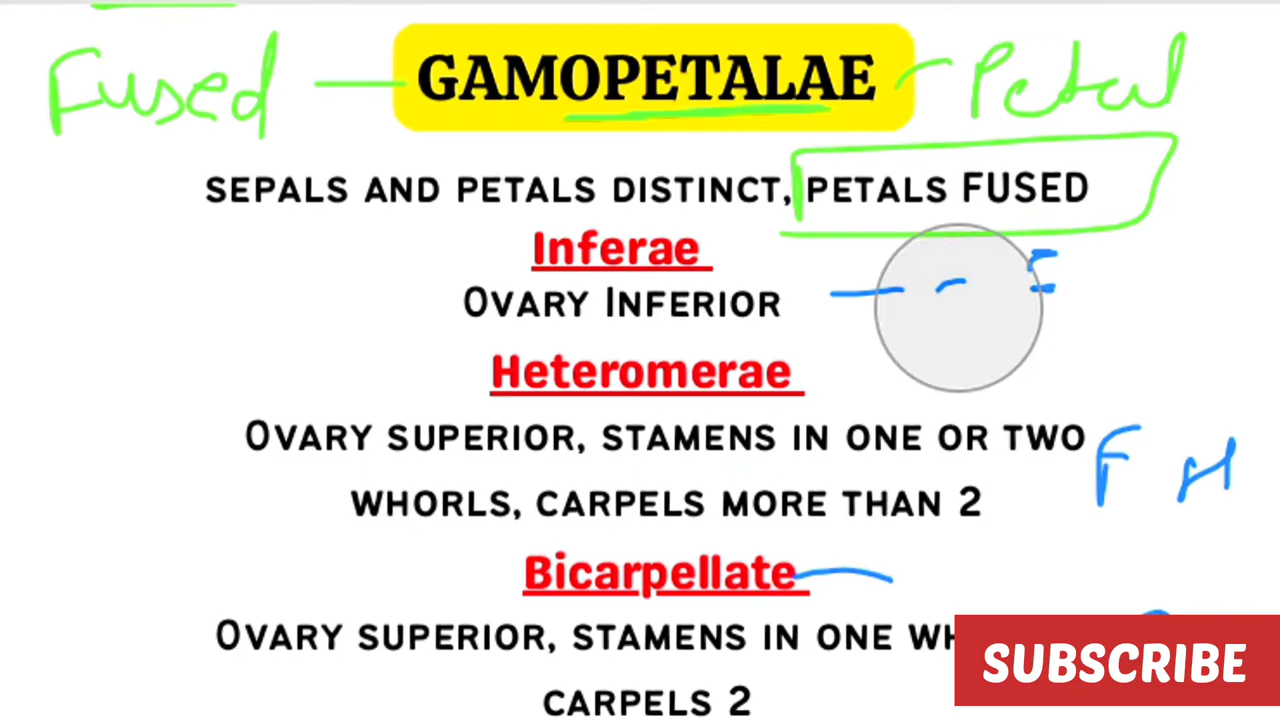 Fused GAMOPETALAE Petal
SEPALS AND PETALS DISTINCT, PETALS FUSED
Inferae
OVARY INFERIOR
Heteromerae
OVARY SUPERIOR, STAMENS IN ONE OR TWO
WHORLS, CARPELS MORE THAN 2
F H
Bicarpellate
OVARY SUPERIOR, STAMENS IN ONE
CARPELS 2
SUBSCRIBE